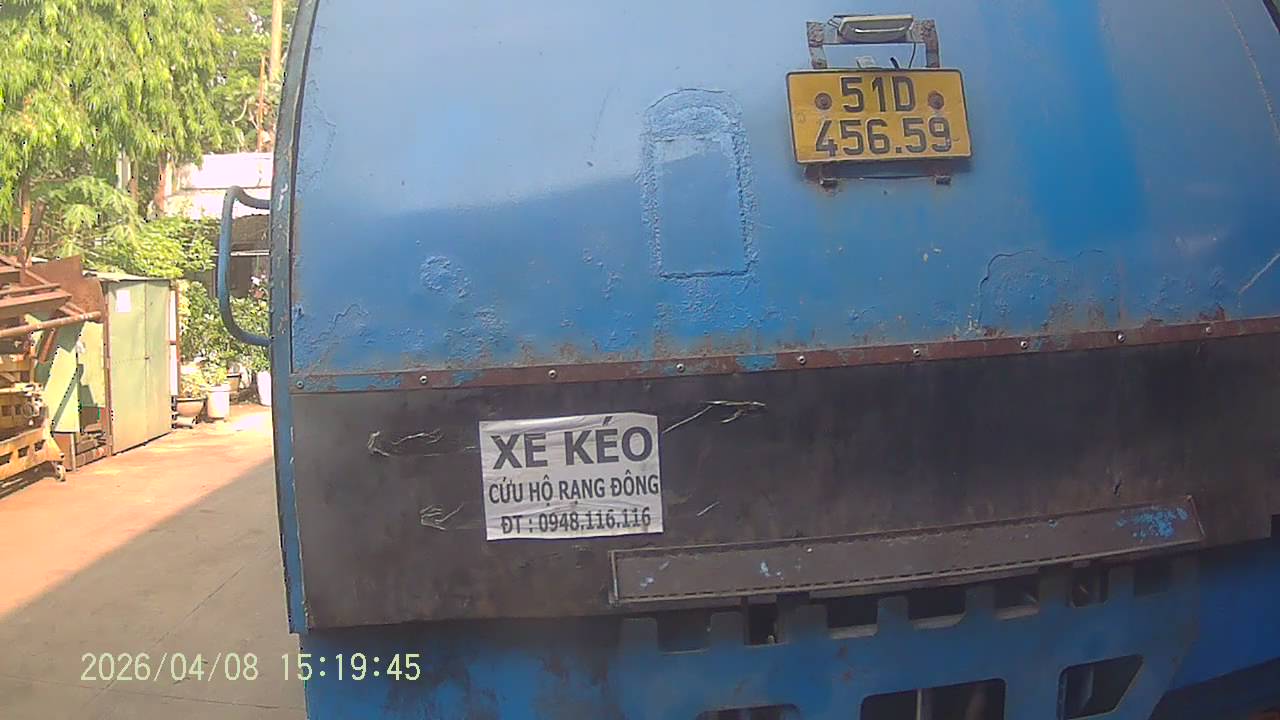 51D
456.59
XE KÉO
CỨU HỘ RẠNG ĐÔNG
ĐT : 0948.116.116
2026/04/08 15:19:45